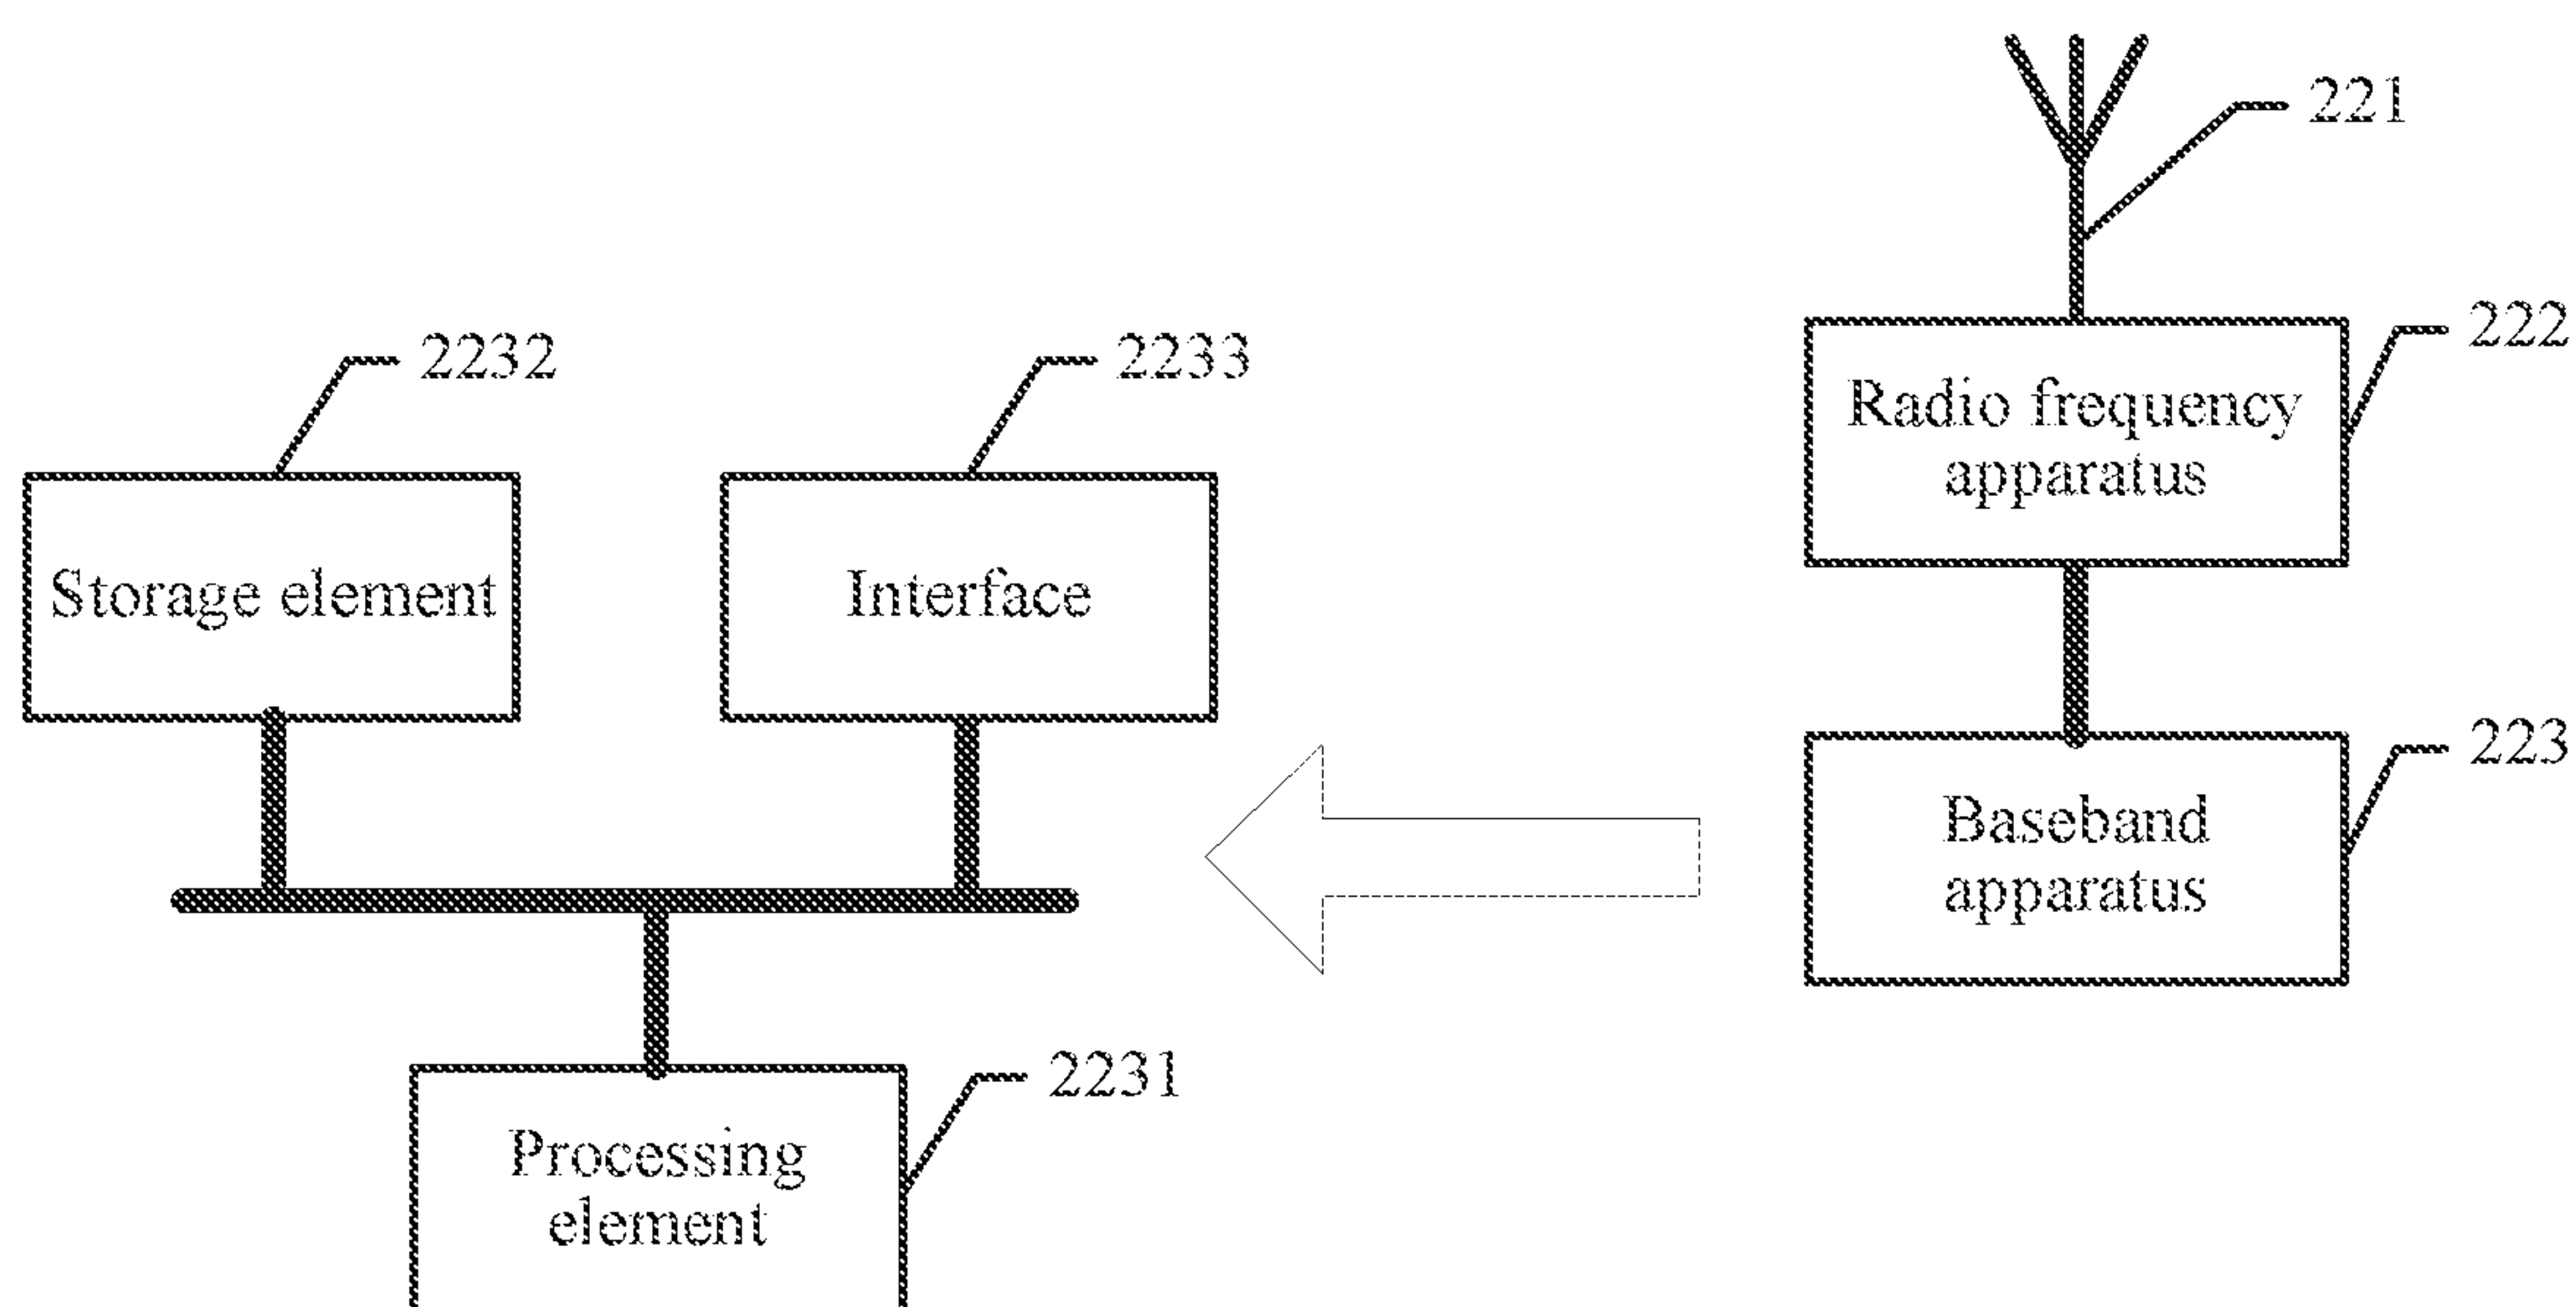 221
222
Radio frequency
apparatus
2232
2233
Storage element
Interface
223
Baseband
apparatus
2231
Processing
element